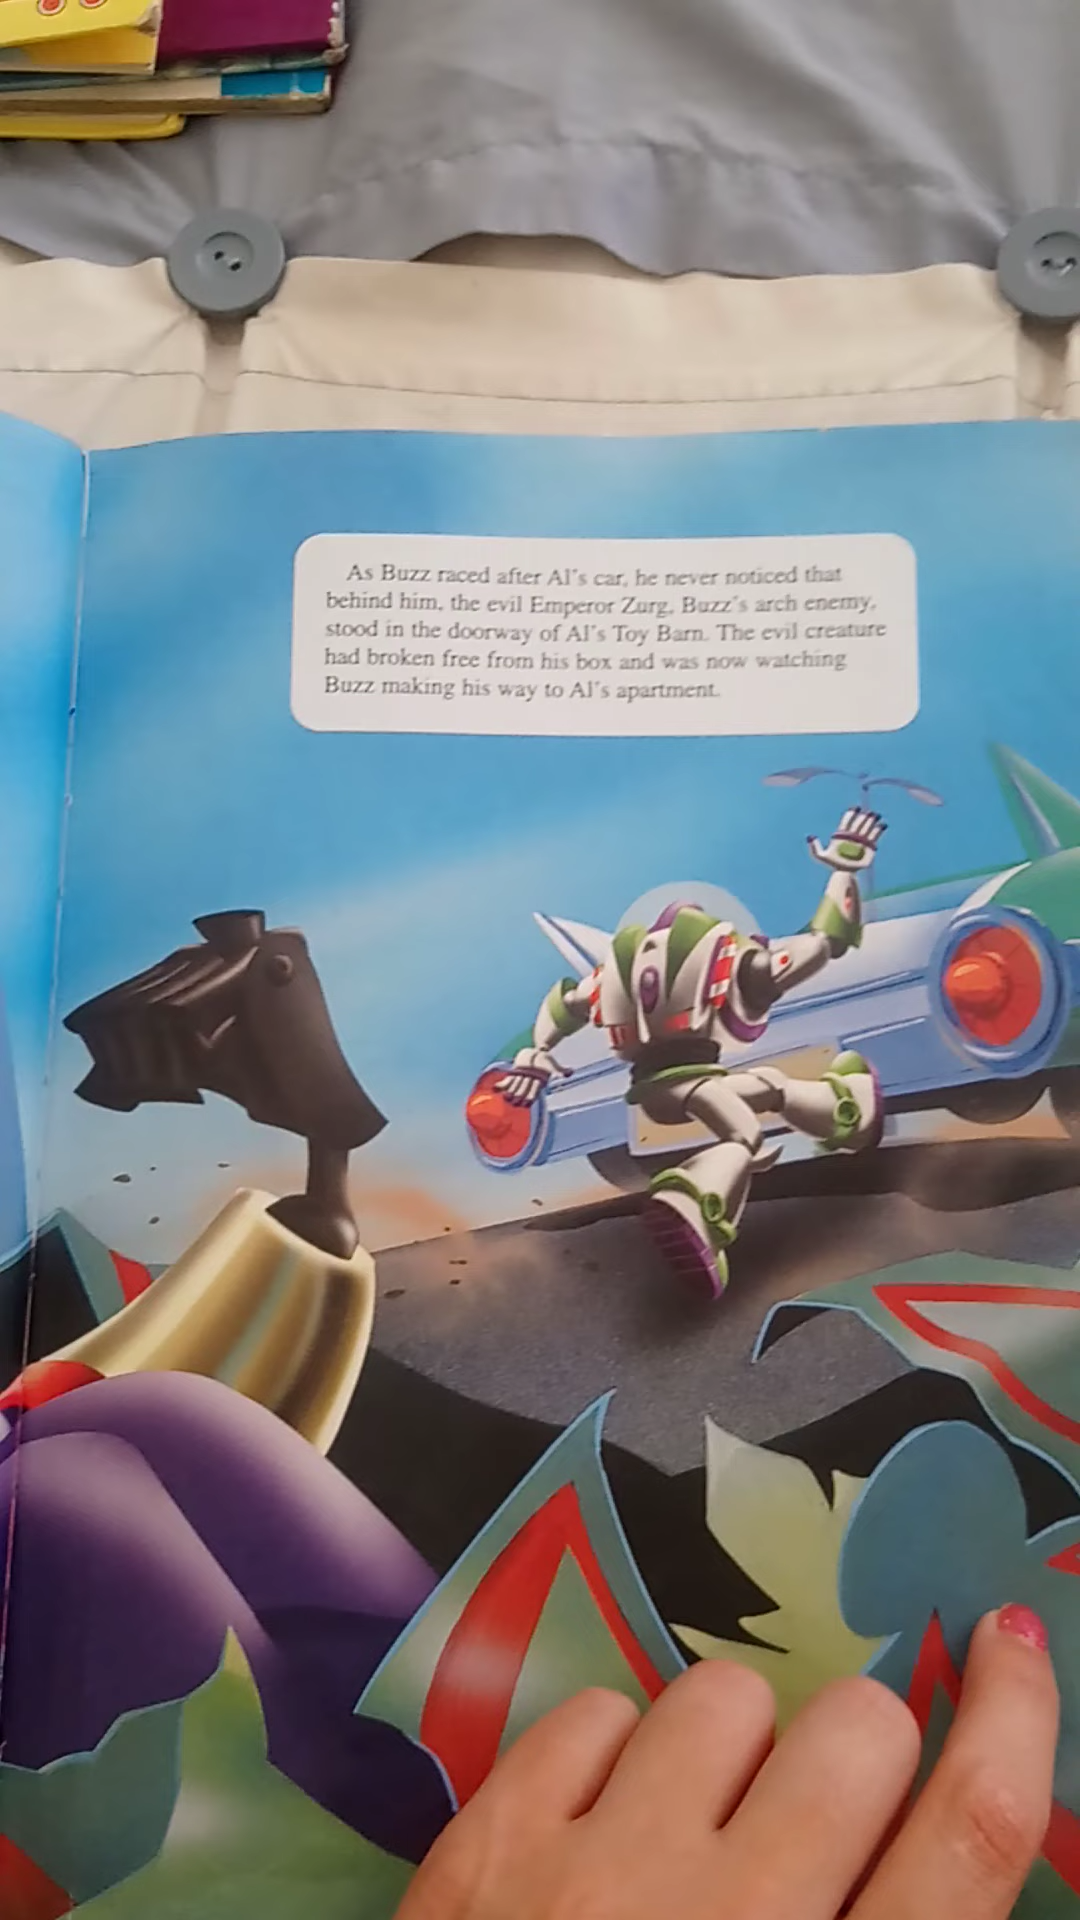 As Buzz raced after Al's car, he never noticed that
behind him, the evil Emperor Zurg, Buzz's arch enemy,
stood in the doorway of Al's Toy Barn. The evil creature
had broken free from his box and was now watching
Buzz making his way to Al's apartment.